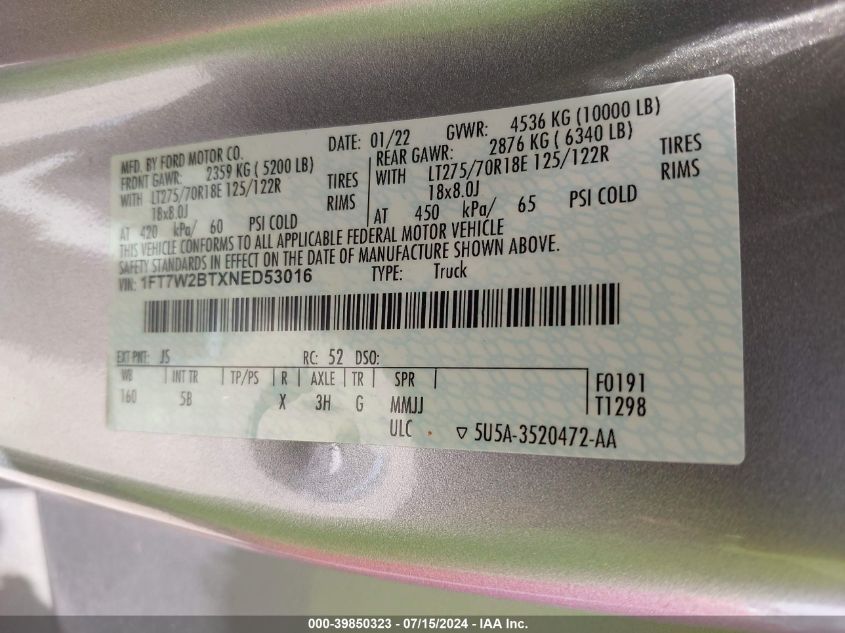 MFD. BY FORD MOTOR CO.
DATE: 01/22 GVWR: 4536 KG (10000 LB)
FRONT GAWR: 2359 KG ( 5200 LB)
REAR GAWR: 2876 KG ( 6340 LB)
WITH LT275/70R18E 125/122R TIRES
WITH LT275/70R18E 125/122R TIRES
18x8.0J RIMS
18x8.0J RIMS
AT 420 kPa/ 60 PSI COLD
AT 450 kPa/ 65 PSI COLD
THIS VEHICLE CONFORMS TO ALL APPLICABLE FEDERAL MOTOR VEHICLE
SAFETY STANDARDS IN EFFECT ON THE DATE OF MANUFACTURE SHOWN ABOVE.
VIN: 1FT7W2BTXNED53016 TYPE: Truck
EXT PNT: J5 RC: 52 DSO:
WB INT TR TP/PS R AXLE TR SPR
160 5B X 3H G MMJJ
F0191
T1298
ULC 5U5A-3520472-AA
000-39850323 - 07/15/2024 - IAA Inc.